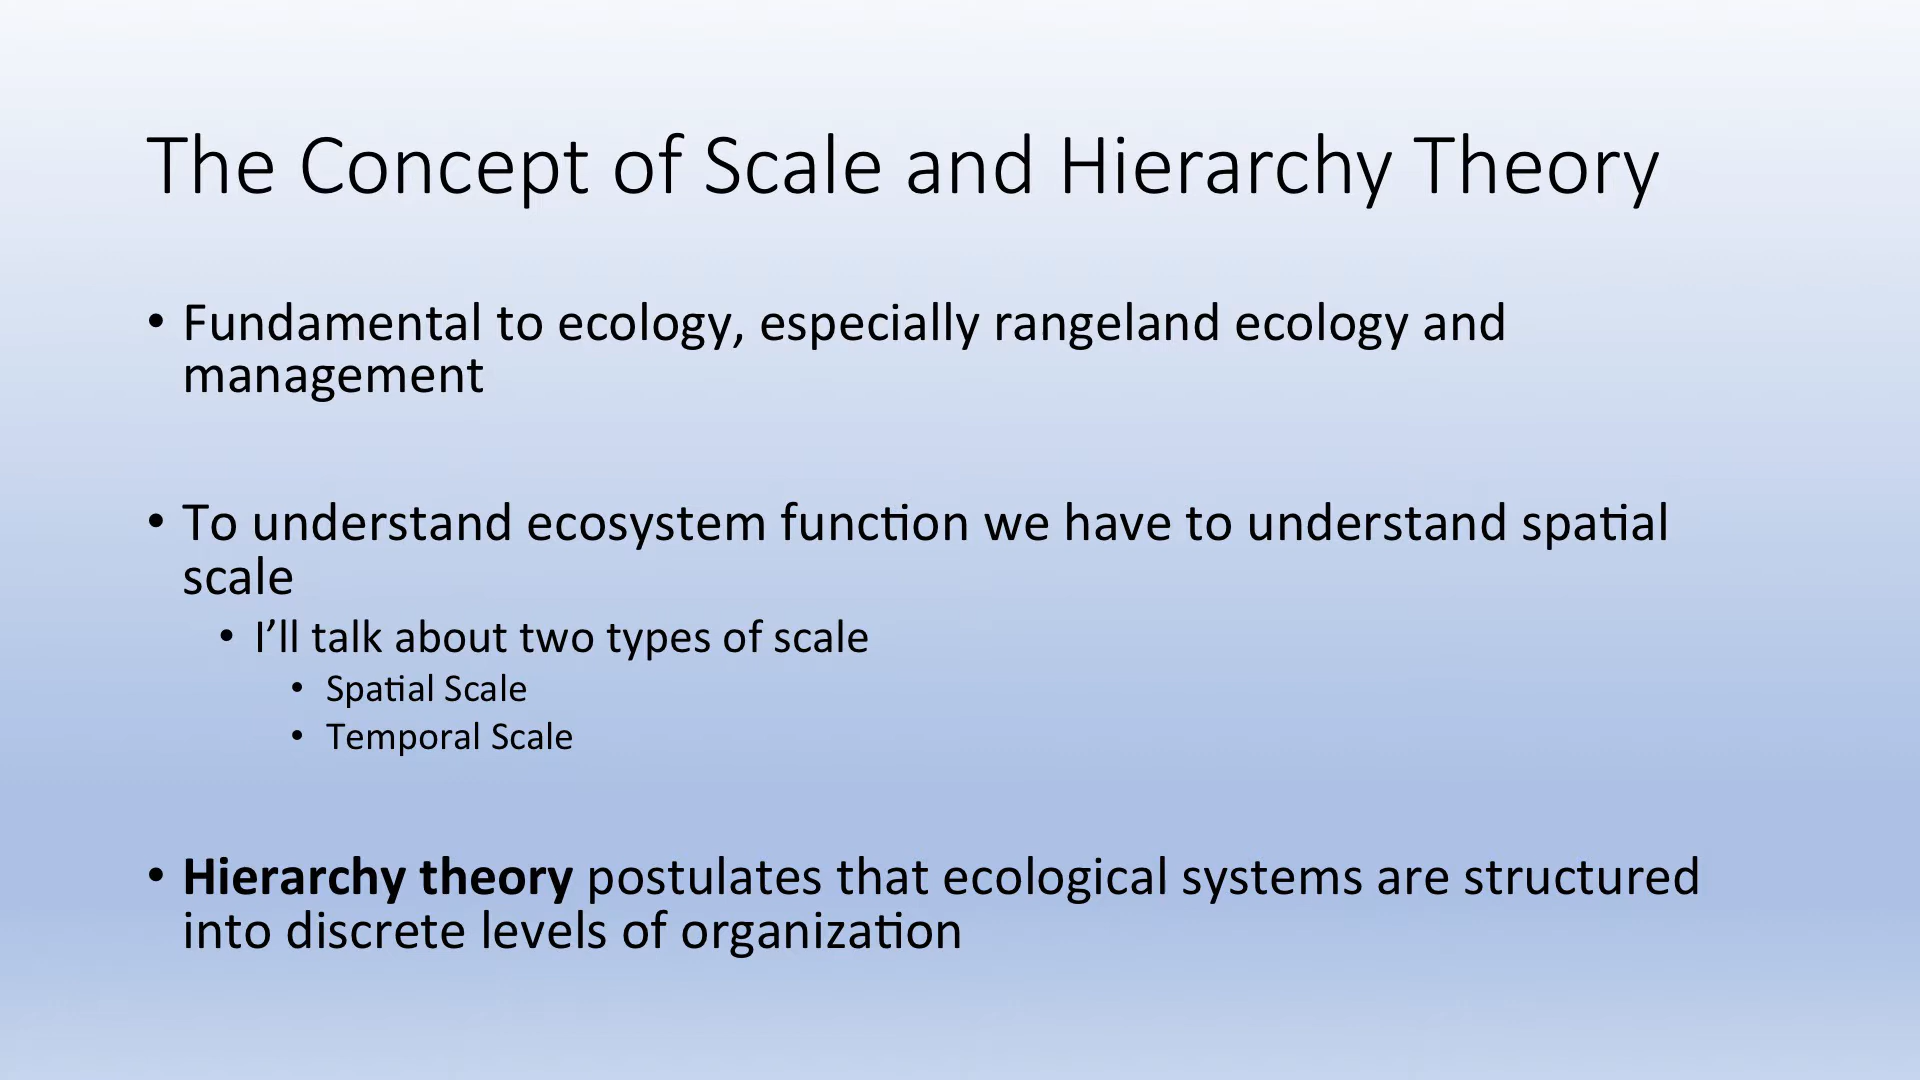 The Concept of Scale and Hierarchy Theory
• Fundamental to ecology, especially rangeland ecology and
management
• To understand ecosystem function we have to understand spatial
scale
• I’ll talk about two types of scale
• Spatial Scale
• Temporal Scale
• Hierarchy theory postulates that ecological systems are structured
into discrete levels of organization